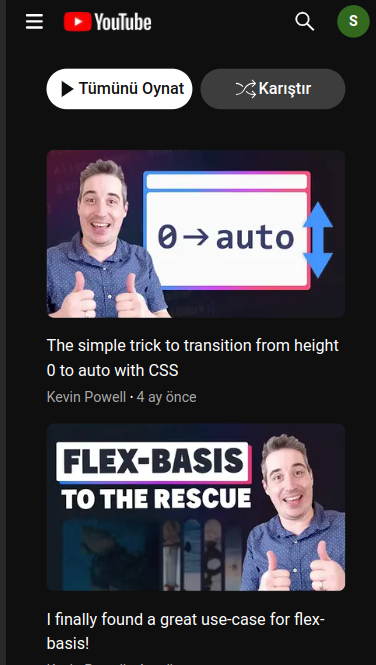 YouTube
S
Tümünü Oynat
Karıştır
0→auto
The simple trick to transition from height
0 to auto with CSS
Kevin Powell • 4 ay önce
FLEX-BASIS
TO THE RESCUE
I finally found a great use-case for flex-
basis!